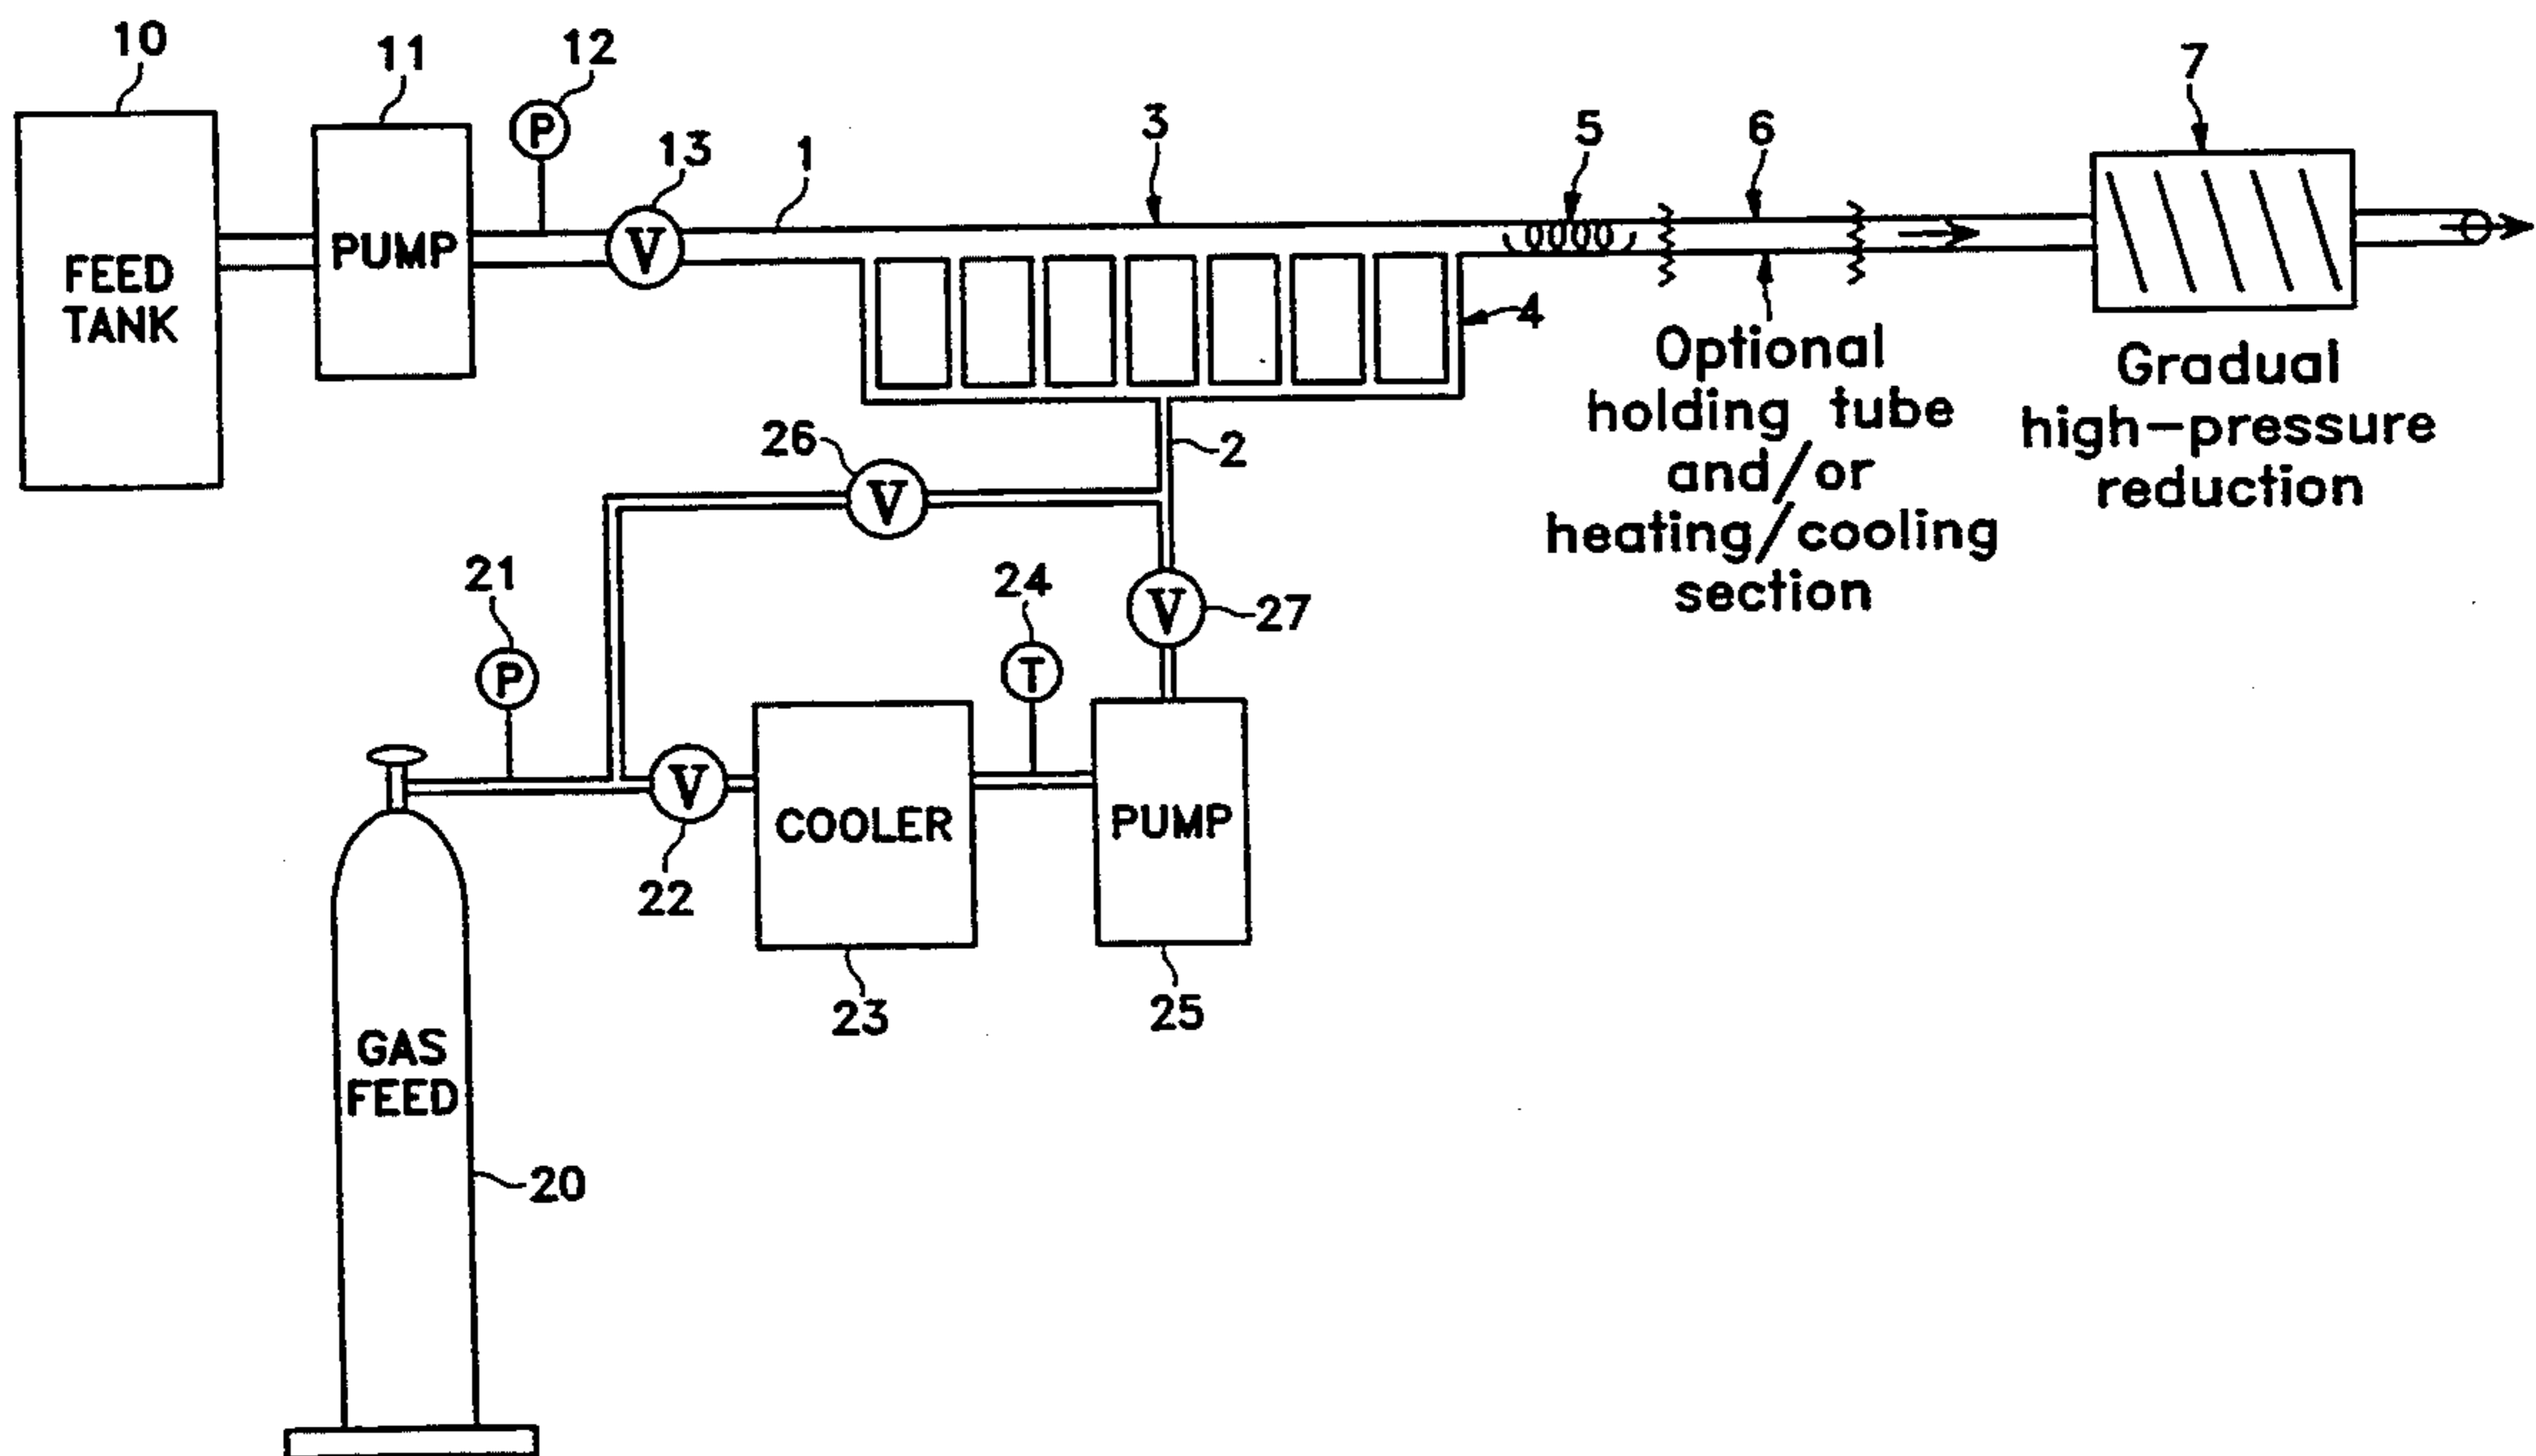 10
11
12
13
1
3
5
6
7
P
V
FEED
TANK
PUMP
4
Optional
holding tube
and/or
heating/cooling
section
Gradual
high-pressure
reduction
26
V
2
21
24
V
27
P
T
V
COOLER
PUMP
22
23
25
GAS
FEED
20